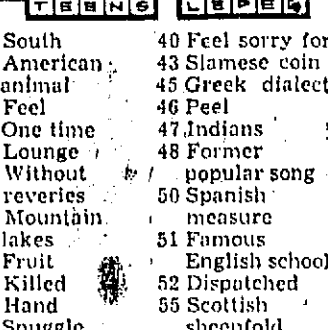 TEENS
South
American
animal
Feel
One time
Lounge
Without
reveries
Mountain
lakes
Fruit
Killed
Hand
Snuggle
40 Feel sorry for
43 Siamese coin
45 Greek dialect
46 Peel
47 Indians
48 Former
popular song
50 Spanish
measure
51 Famous
English school
52 Dispatched
55 Scottish
sheepfold